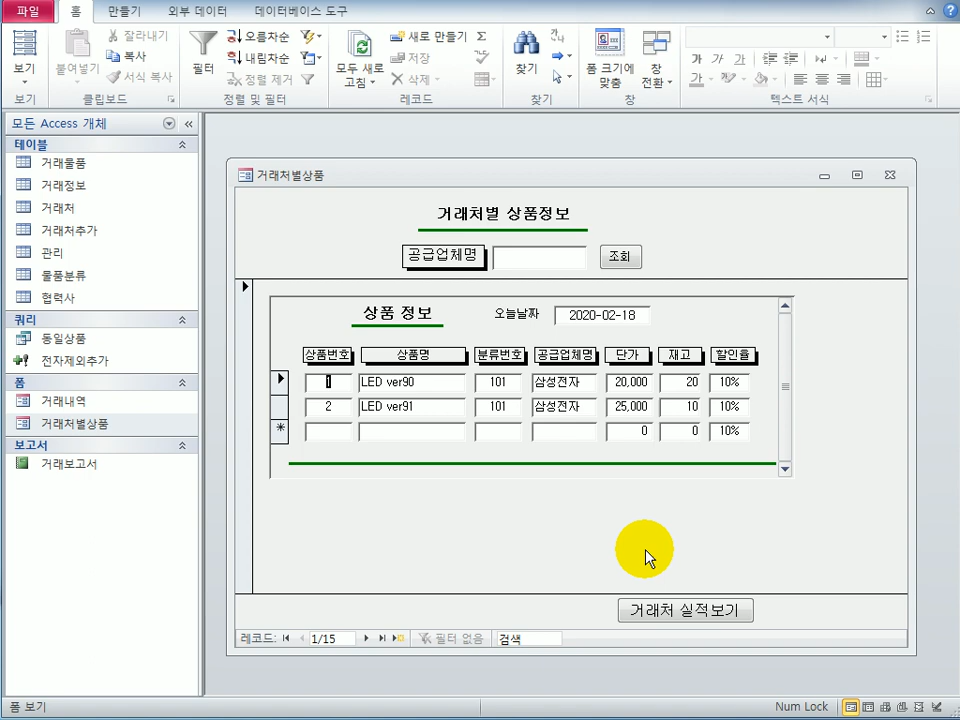 파일 홈 만들기 외부 데이터 데이터베이스 도구
보기 붙여넣기 잘라내기 복사 서식 복사
필터 오름차순 내림차순 정렬 제거
모두 새로 고침 새로 만들기 저장 삭제
찾기 폼 크기에 맞춤 창 전환
가 가 가 가
보기 클립보드 정렬 및 필터 레코드 찾기 창 텍스트 서식
모든 Access 개체
테이블
거래물품
거래정보
거래처
거래처추가
관리
물품분류
협력사
쿼리
동일상품
전자제외추가
폼
거래내역
거래처별상품
보고서
거래보고서
거래처별상품
거래처별 상품정보
공급업체명 조회
상품 정보 오늘날짜 2020-02-18
상품번호 상품명 분류번호 공급업체명 단가 재고 할인율
1 LED ver90 101 삼성전자 20,000 20 10%
2 LED ver91 101 삼성전자 25,000 10 10%
0 0 10%
거래처 실적보기
레코드: 1/15 필터 없음 검색
폼 보기 Num Lock